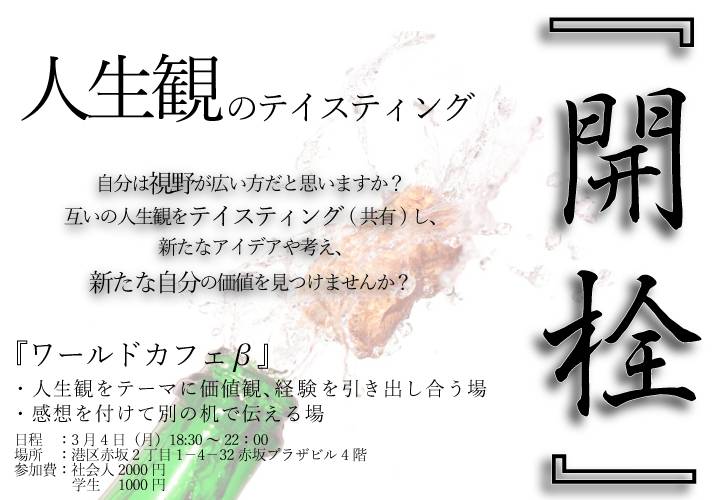 『開栓』
人生観のテイスティング
自分は視野が広い方だと思いますか？
互いの人生観をテイスティング（共有）し、
新たなアイデアや考え、
新たな自分の価値を見つけませんか？
『ワールドカフェβ』
・人生観をテーマに価値観、経験を引き出し合う場
・感想を付けて別の机で伝える場
日程　：3月4日（月）18:30～22：00
場所　：港区赤坂2丁目1－4－32 赤坂プラザビル4階
参加費：社会人2000円
学生　1000円